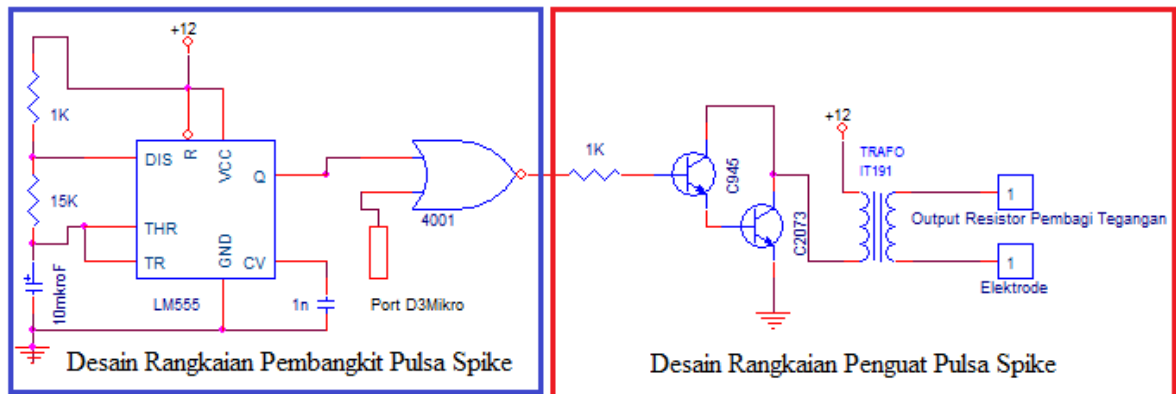 +12
1K
DIS
R
VCC
Q
15K
THR
TR
GND
CV
10mkroF
LM555
1n
4001
Port D3Mikro
Desain Rangkaian Pembangkit Pulsa Spike
1K
C945
C2073
+12
TRAFO
IT191
1
Output Resistor Pembagi Tegangan
1
Elektrode
Desain Rangkaian Penguat Pulsa Spike